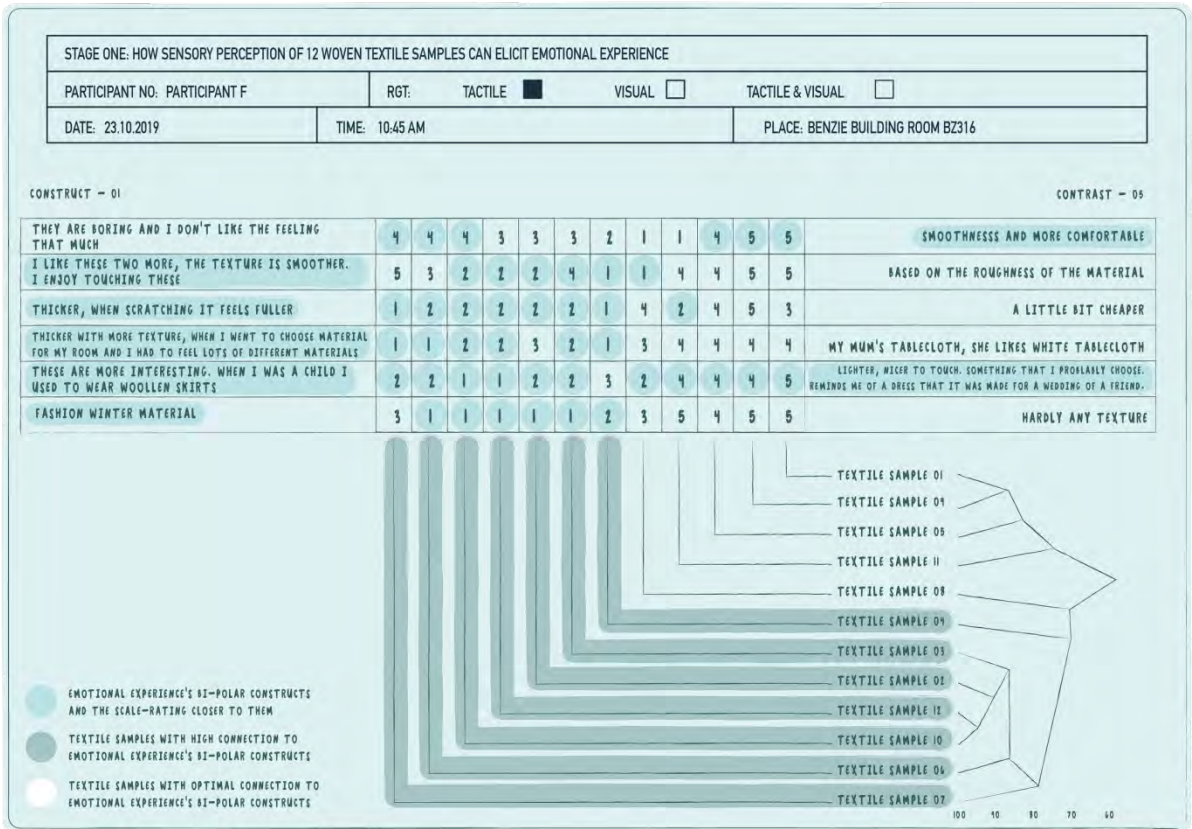 STAGE ONE: HOW SENSORY PERCEPTION OF 12 WOVEN TEXTILE SAMPLES CAN ELICIT EMOTIONAL EXPERIENCE
PARTICIPANT NO: PARTICIPANT F RGT: TACTILE VISUAL TACTILE & VISUAL
DATE: 23.10.2019 TIME: 10:45 AM PLACE: BENZIE BUILDING ROOM BZ316
CONSTRUCT - 01 CONTRAST - 05
THEY ARE BORING AND I DON'T LIKE THE FEELING
THAT MUCH
4 4 4 3 3 3 2 1 1 4 5 5
SMOOTHNESSS AND MORE COMFORTABLE
I LIKE THESE TWO MORE, THE TEXTURE IS SMOOTHER.
I ENJOY TOUCHING THESE
5 3 2 2 2 4 1 1 4 4 5 5
BASED ON THE ROUGHNESS OF THE MATERIAL
THICKER, WHEN SCRATCHING IT FEELS FULLER
1 2 2 2 2 2 1 4 2 4 5 3
A LITTLE BIT CHEAPER
THICKER WITH MORE TEXTURE, WHEN I WENT TO CHOOSE MATERIAL
FOR MY ROOM AND I HAD TO FEEL LOTS OF DIFFERENT MATERIALS
1 1 2 2 3 2 1 3 4 4 4 4
MY MUM'S TABLECLOTH, SHE LIKES WHITE TABLECLOTH
THESE ARE MORE INTERESTING. WHEN I WAS A CHILD I
USED TO WEAR WOOLLEN SKIRTS
2 2 1 1 2 2 3 2 4 4 4 5
LIGHTER, NICER TO TOUCH. SOMETHING THAT I PROBLABLY CHOOSE.
REMINDS ME OF A DRESS THAT IT WAS MADE FOR A WEDDING OF A FRIEND.
FASHION WINTER MATERIAL
3 1 1 1 1 1 2 3 5 4 5 5
HARDLY ANY TEXTURE
TEXTILE SAMPLE 01
TEXTILE SAMPLE
TEXTILE SAMPLE 05
TEXTILE SAMPLE 11
TEXTILE SAMPLE 08
TEXTILE SAMPLE
TEXTILE SAMPLE 03
TEXTILE SAMPLE 02
TEXTILE SAMPLE 12
TEXTILE SAMPLE 10
TEXTILE SAMPLE 06
TEXTILE SAMPLE 07
100 90 80 70 60
EMOTIONAL EXPERIENCE'S BI-POLAR CONSTRUCTS
AND THE SCALE-RATING CLOSER TO THEM
TEXTILE SAMPLES WITH HIGH CONNECTION TO
EMOTIONAL EXPERIENCE'S BI-POLAR CONSTRUCTS
TEXTILE SAMPLES WITH OPTIMAL CONNECTION TO
EMOTIONAL EXPERIENCE'S BI-POLAR CONSTRUCTS